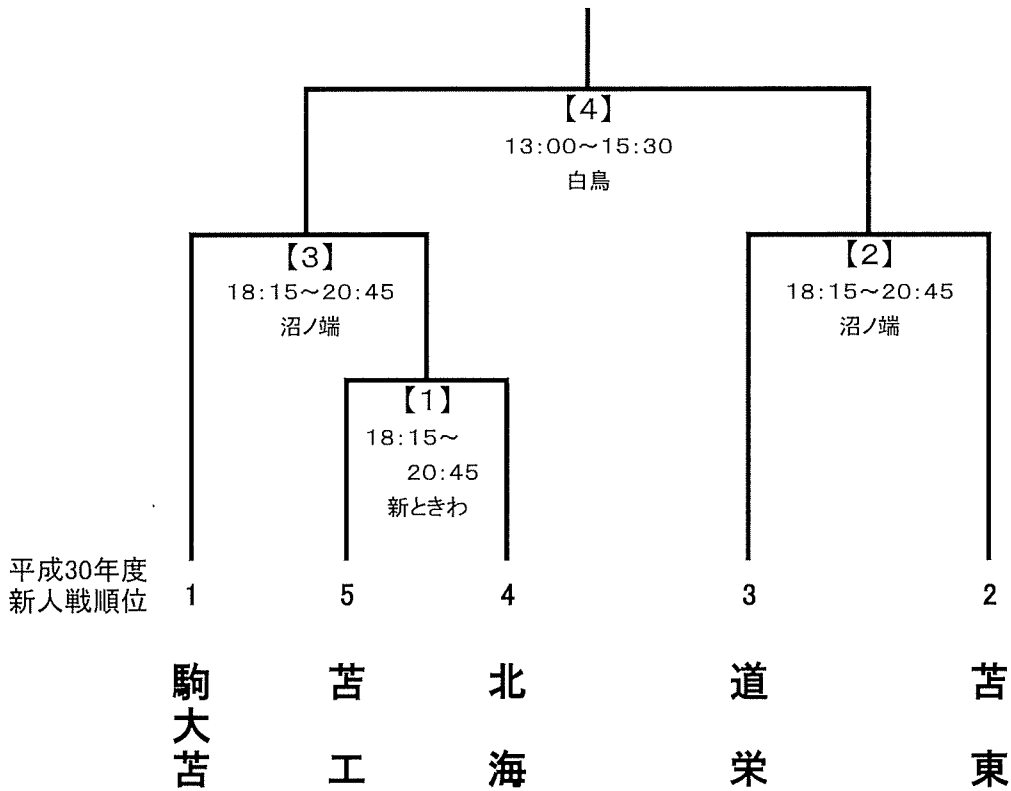 【4】
13:00～15:30
白鳥
【3】
18:15～20:45
沼ノ端
【2】
18:15～20:45
沼ノ端
【1】
18:15～
20:45
新ときわ
平成30年度
新人戦順位
1
5
4
3
2
駒大苫
苫工
北海
道栄
苫東